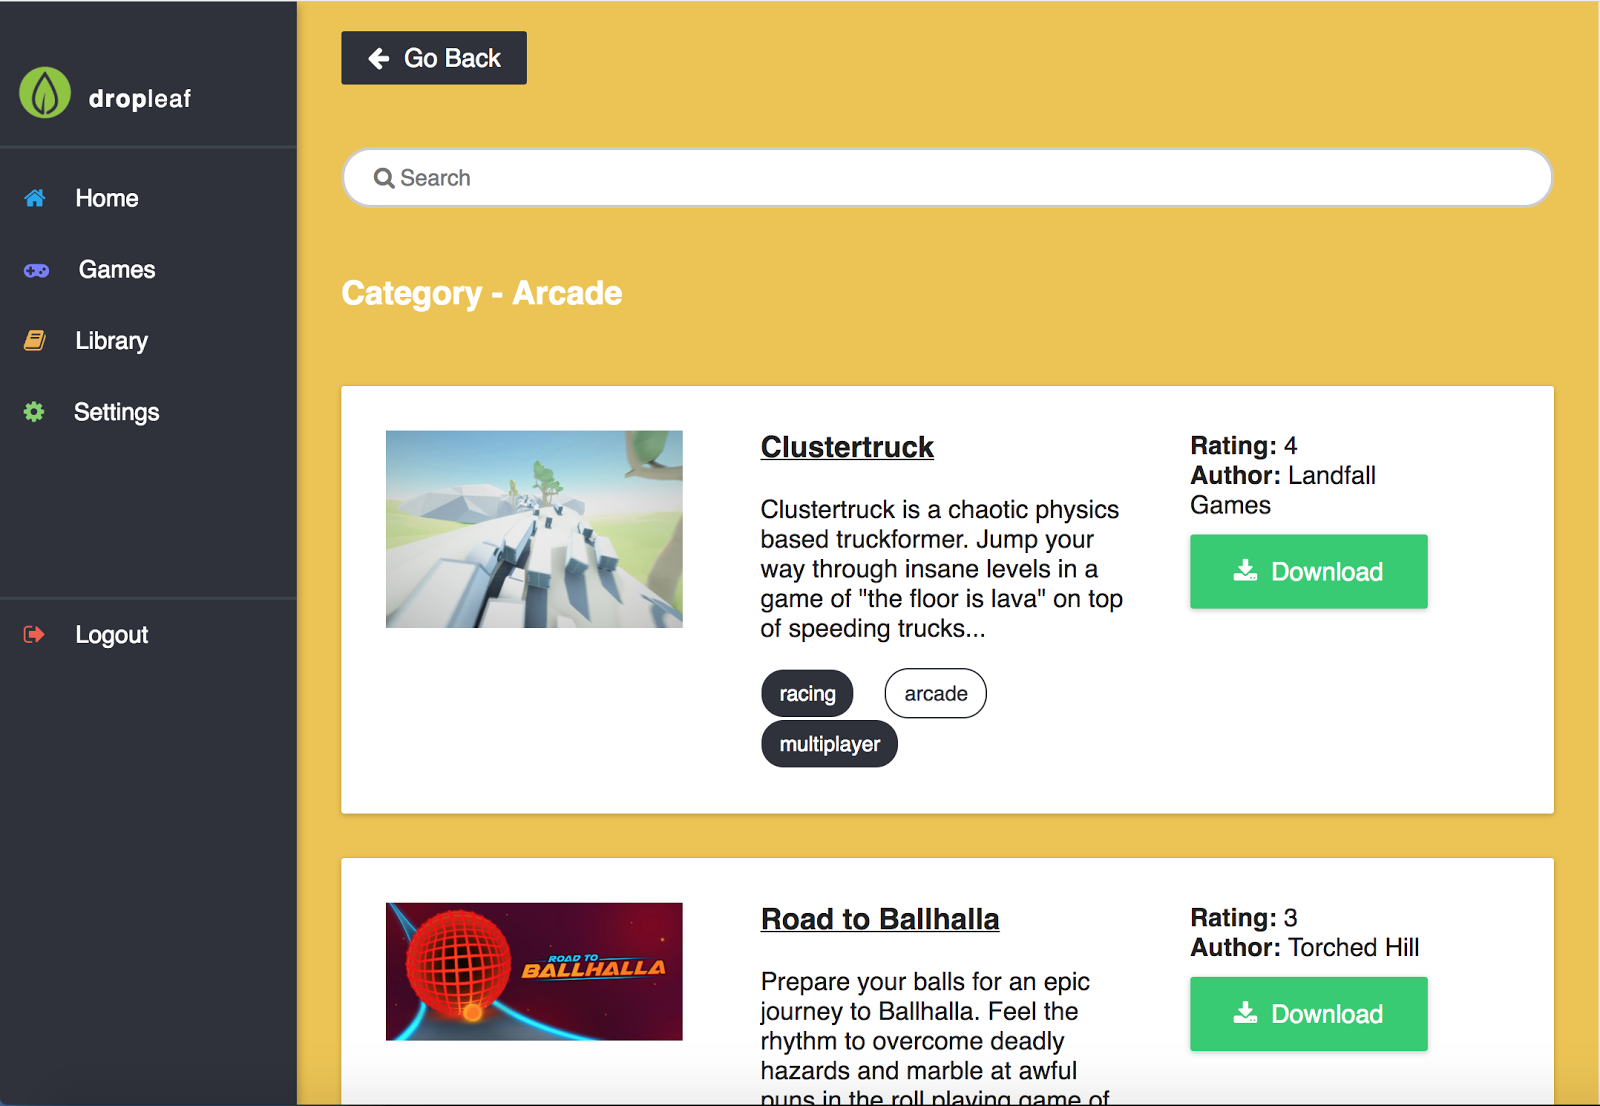 dropleaf
Home
Games
Library
Settings
Logout
Go Back
Search
Category - Arcade
Clustertruck
Clustertruck is a chaotic physics
based truckformer. Jump your
way through insane levels in a
game of "the floor is lava" on top
of speeding trucks...
racing
arcade
multiplayer
Rating: 4
Author: Landfall
Games
Download
ROAD TO
BALLHALLA
Road to Ballhalla
Prepare your balls for an epic
journey to Ballhalla. Feel the
rhythm to overcome deadly
hazards and marble at awful
puns in the roll playing game of
Rating: 3
Author: Torched Hill
Download